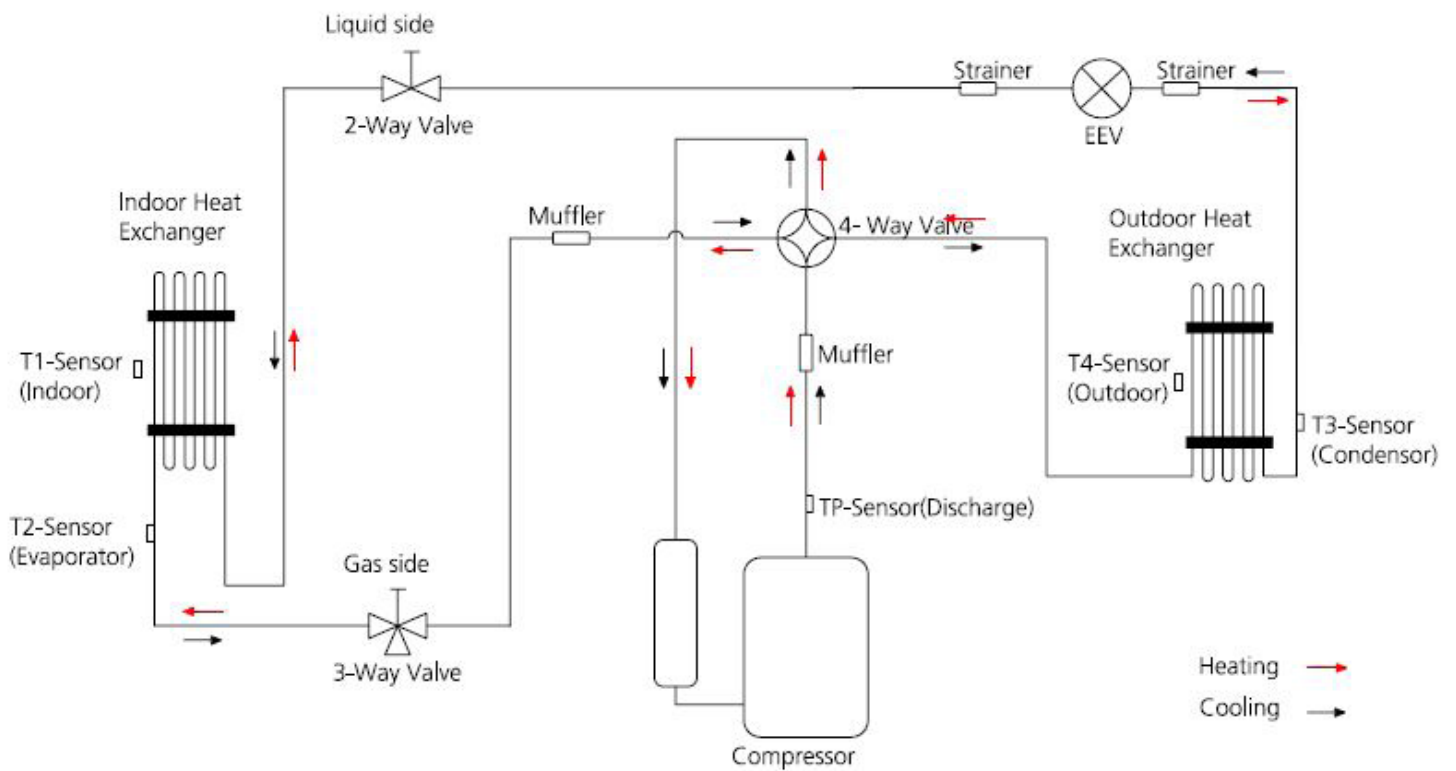 Liquid side
2-Way Valve
Strainer
EEV
Strainer
Indoor Heat
Exchanger
Muffler
4- Way Valve
Outdoor Heat
Exchanger
T1-Sensor
(Indoor)
Muffler
T4-Sensor
(Outdoor)
T3-Sensor
(Condensor)
T2-Sensor
(Evaporator)
TP-Sensor(Discharge)
Gas side
3-Way Valve
Compressor
Heating
Cooling